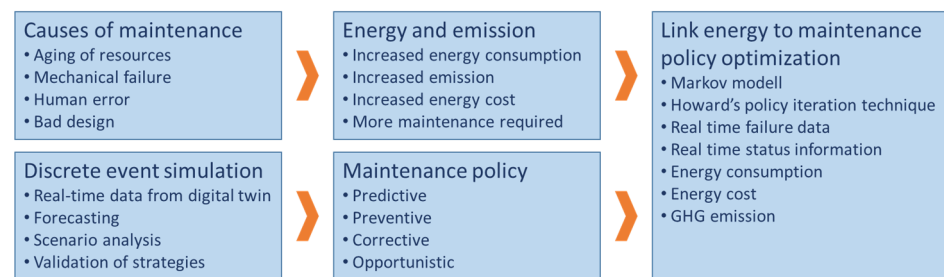 Causes of maintenance
• Aging of resources
• Mechanical failure
• Human error
• Bad design
Energy and emission
• Increased energy consumption
• Increased emission
• Increased energy cost
• More maintenance required
Link energy to maintenance
policy optimization
• Markov modell
• Howard's policy iteration technique
• Real time failure data
• Real time status information
• Energy consumption
• Energy cost
• GHG emission
Discrete event simulation
• Real-time data from digital twin
• Forecasting
• Scenario analysis
• Validation of strategies
Maintenance policy
• Predictive
• Preventive
• Corrective
• Opportunistic